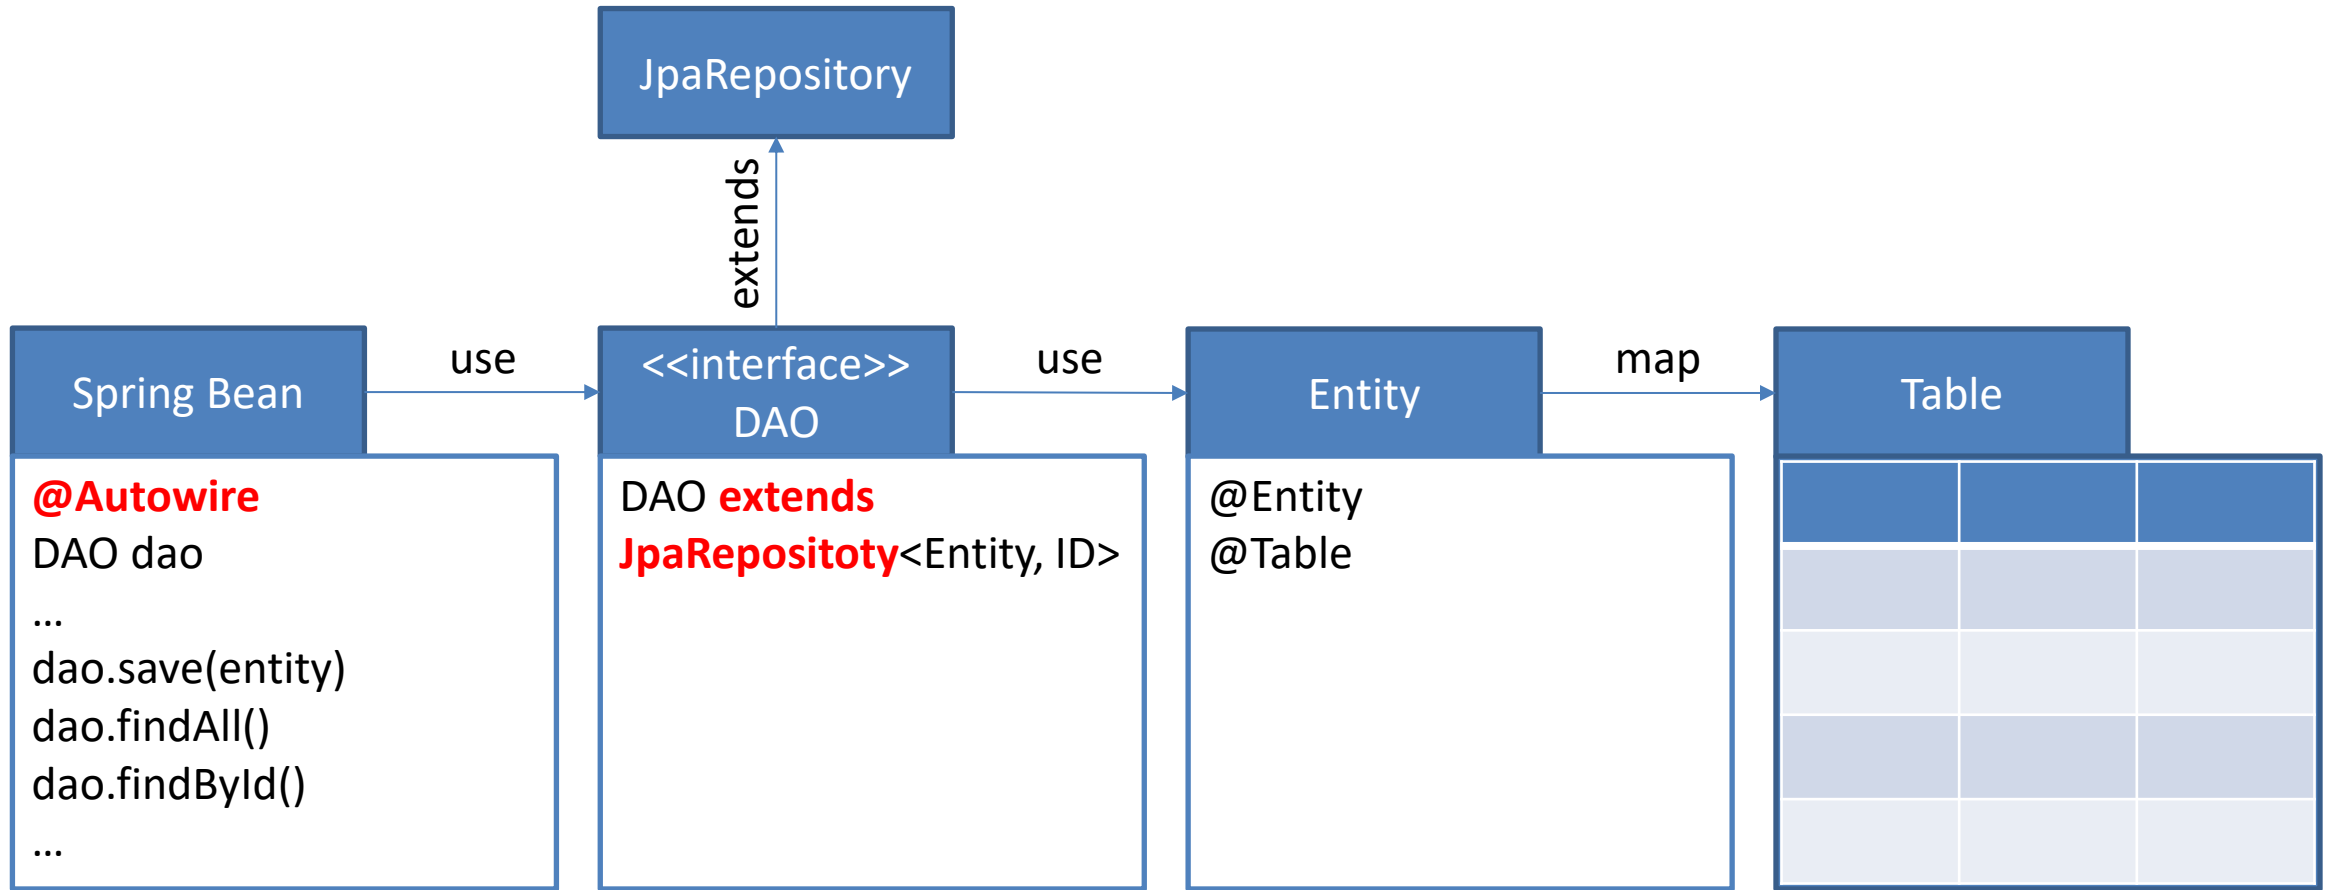 JpaRepository
extends
Spring Bean
use
<<interface>>
DAO
use
Entity
map
Table
@Autowire
DAO dao
...
dao.save(entity)
dao.findAll()
dao.findById()
...
DAO extends
JpaRepositoty<Entity, ID>
@Entity
@Table